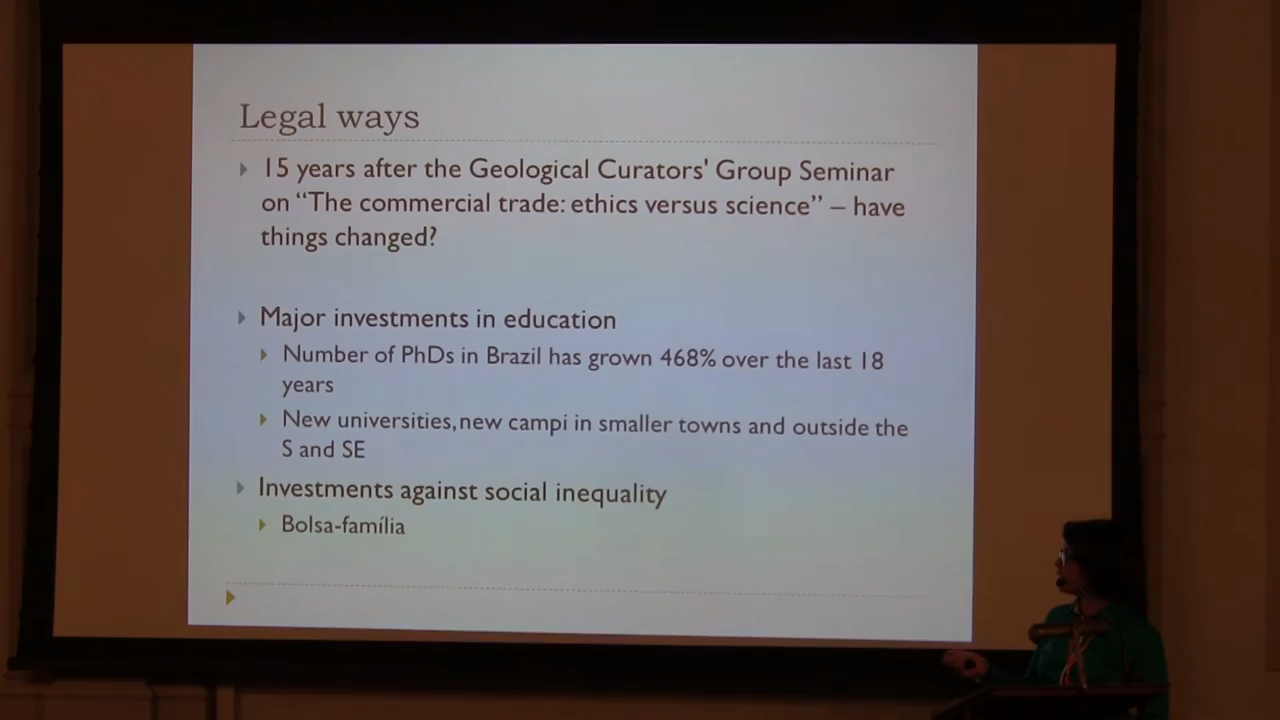 Legal ways
15 years after the Geological Curators' Group Seminar
on “The commercial trade: ethics versus science” – have
things changed?
Major investments in education
Number of PhDs in Brazil has grown 468% over the last 18
years
New universities, new campi in smaller towns and outside the
S and SE
Investments against social inequality
Bolsa-família